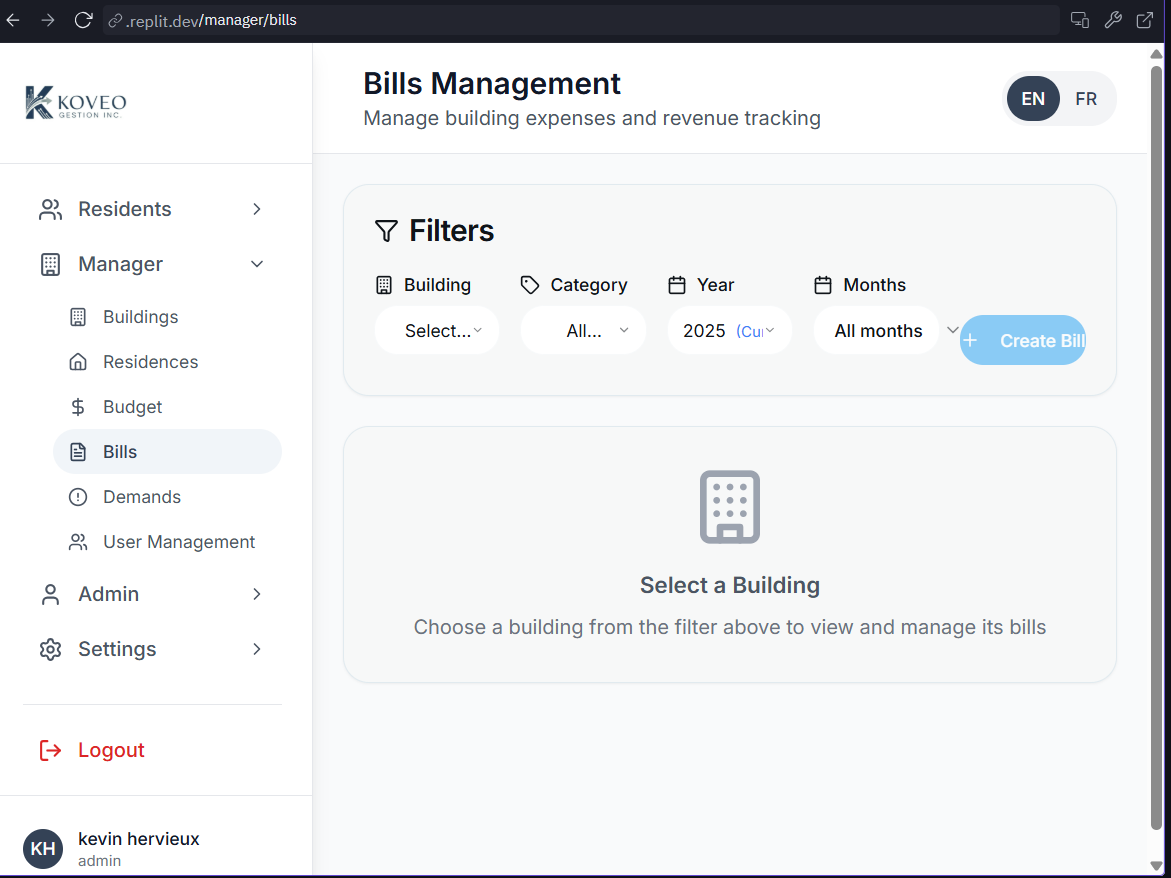 .replit.dev/manager/bills
KOVEO
GESTION INC.
Bills Management
Manage building expenses and revenue tracking
EN FR
Residents
Manager
Buildings
Residences
Budget
Bills
Demands
User Management
Admin
Settings
Logout
KH
kevin hervieux
admin
Filters
Building Category Year Months
Select... All... 2025 (Cur All months
+ Create Bill
Select a Building
Choose a building from the filter above to view and manage its bills